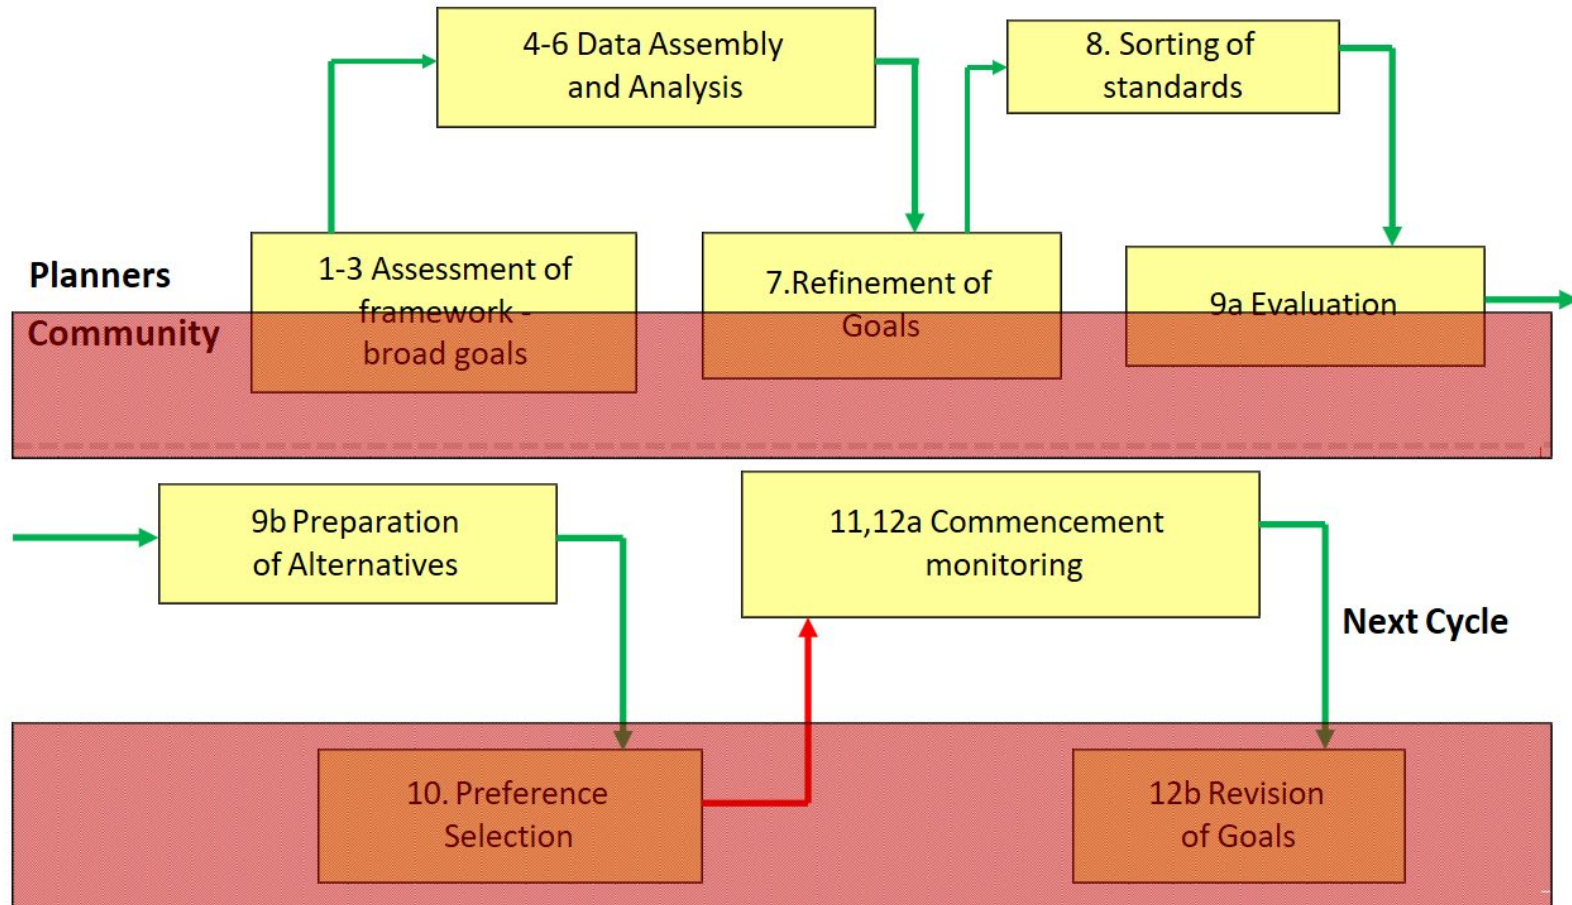 4-6 Data Assembly
and Analysis
8. Sorting of
standards
Planners
Community
1-3 Assessment of
framework -
broad goals
7.Refinement of
Goals
9a Evaluation
9b Preparation
of Alternatives
11,12a Commencement
monitoring
Next Cycle
10. Preference
Selection
12b Revision
of Goals